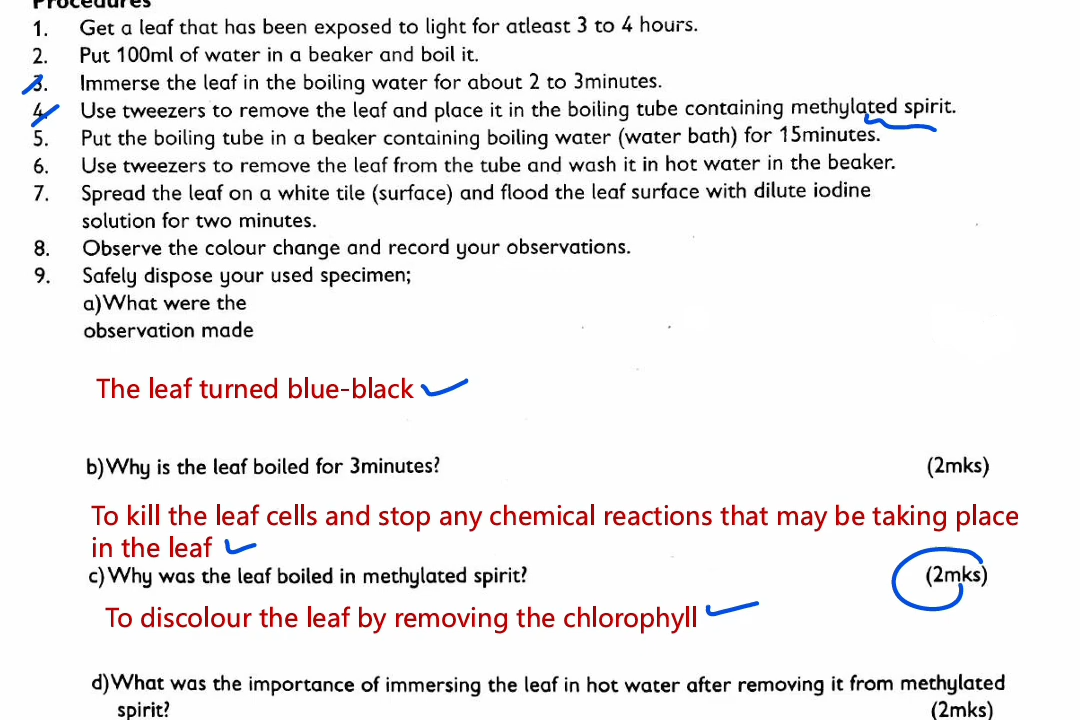 Procedures
1. Get a leaf that has been exposed to light for atleast 3 to 4 hours.
2. Put 100ml of water in a beaker and boil it.
3. Immerse the leaf in the boiling water for about 2 to 3minutes.
4. Use tweezers to remove the leaf and place it in the boiling tube containing methylated spirit.
5. Put the boiling tube in a beaker containing boiling water (water bath) for 15minutes.
6. Use tweezers to remove the leaf from the tube and wash it in hot water in the beaker.
7. Spread the leaf on a white tile (surface) and flood the leaf surface with dilute iodine
solution for two minutes.
8. Observe the colour change and record your observations.
9. Safely dispose your used specimen;
a)What were the
observation made
The leaf turned blue-black
b)Why is the leaf boiled for 3minutes? (2mks)
To kill the leaf cells and stop any chemical reactions that may be taking place
in the leaf
c)Why was the leaf boiled in methylated spirit? (2mks)
To discolour the leaf by removing the chlorophyll
d)What was the importance of immersing the leaf in hot water after removing it from methylated
spirit? (2mks)